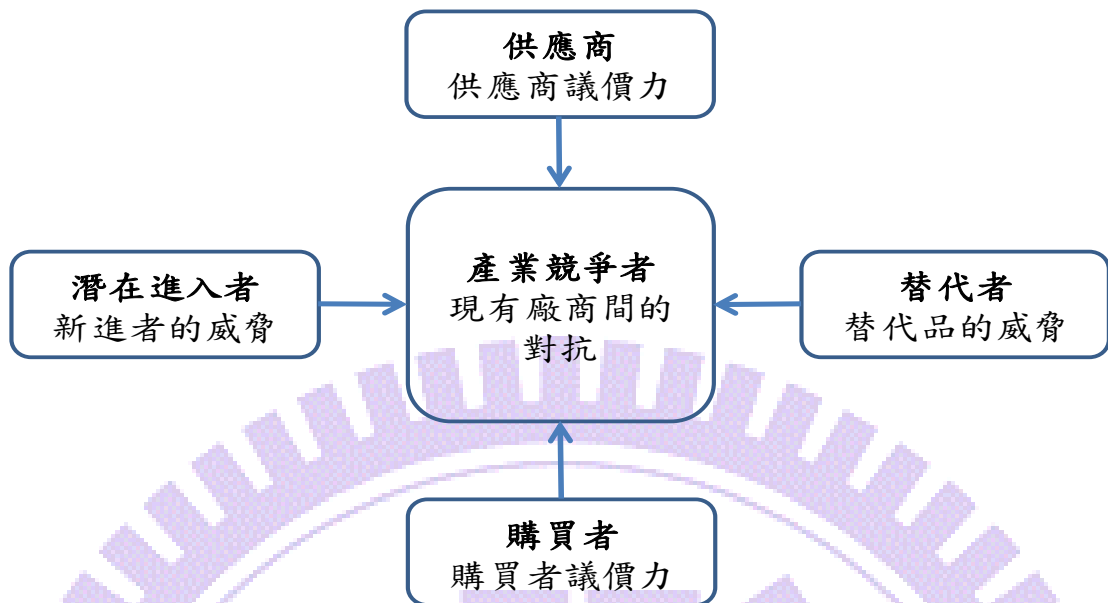 供應商
供應商議價力
潛在進入者
新進者的威脅
產業競爭者
現有廠商間的
對抗
替代者
替代品的威脅
購買者
購買者議價力